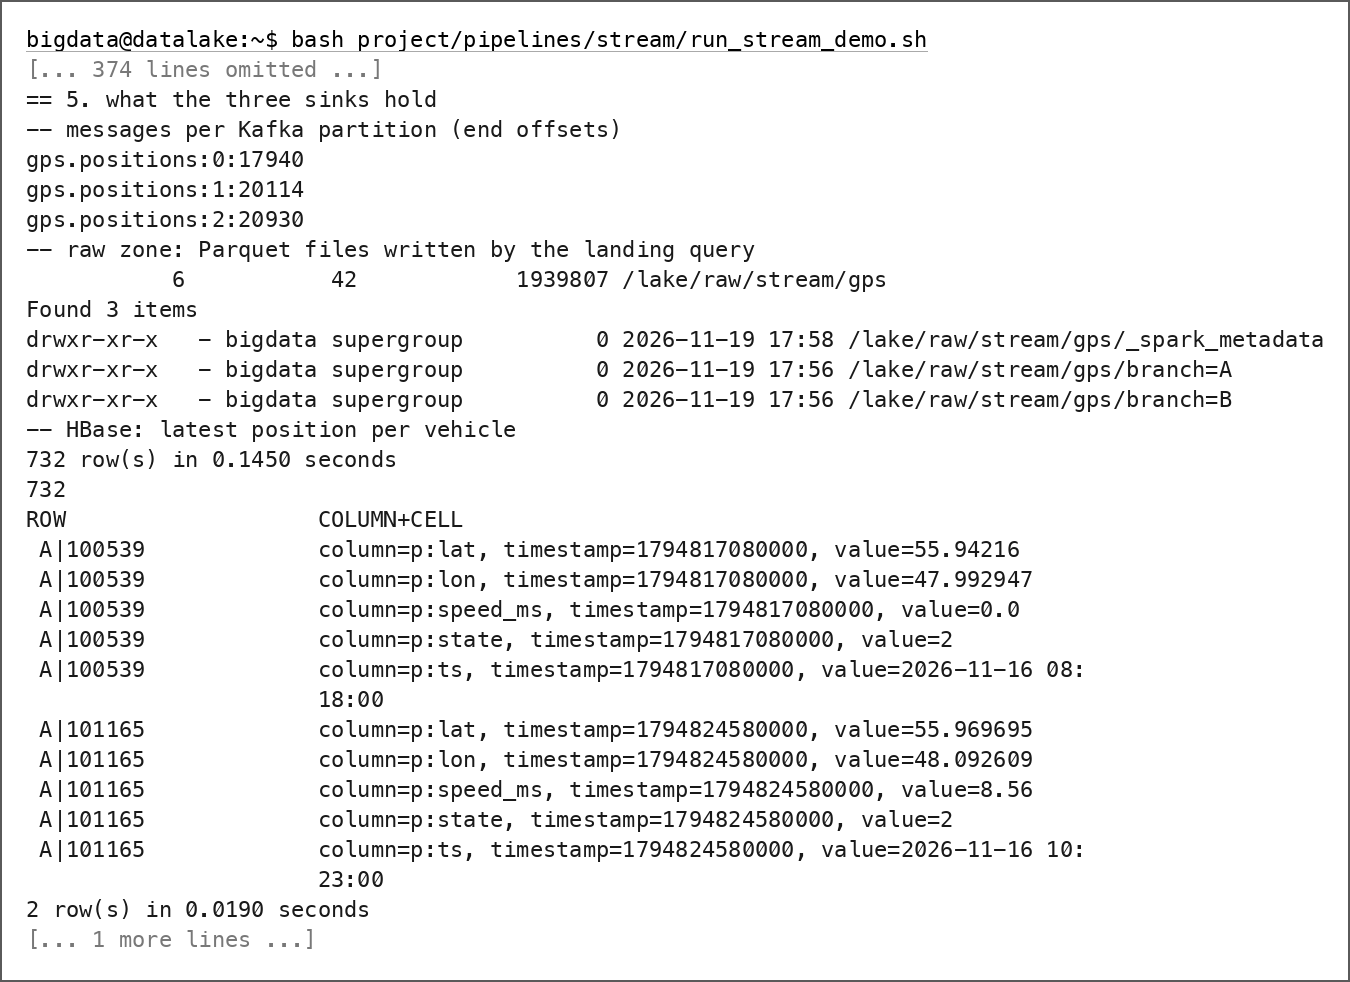 bigdata@datalake:~$ bash project/pipelines/stream/run_stream_demo.sh
[... 374 lines omitted ...]
== 5. what the three sinks hold
-- messages per Kafka partition (end offsets)
gps.positions:0:17940
gps.positions:1:20114
gps.positions:2:20930
-- raw zone: Parquet files written by the landing query
           6           42            1939807 /lake/raw/stream/gps
Found 3 items
drwxr-xr-x   - bigdata supergroup          0 2026-11-19 17:58 /lake/raw/stream/gps/_spark_metadata
drwxr-xr-x   - bigdata supergroup          0 2026-11-19 17:56 /lake/raw/stream/gps/branch=A
drwxr-xr-x   - bigdata supergroup          0 2026-11-19 17:56 /lake/raw/stream/gps/branch=B
-- HBase: latest position per vehicle
732 row(s) in 0.1450 seconds
732
ROW                   COLUMN+CELL
 A|100539             column=p:lat, timestamp=1794817080000, value=55.94216
 A|100539             column=p:lon, timestamp=1794817080000, value=47.992947
 A|100539             column=p:speed_ms, timestamp=1794817080000, value=0.0
 A|100539             column=p:state, timestamp=1794817080000, value=2
 A|100539             column=p:ts, timestamp=1794817080000, value=2026-11-16 08:
                      18:00
 A|101165             column=p:lat, timestamp=1794824580000, value=55.969695
 A|101165             column=p:lon, timestamp=1794824580000, value=48.092609
 A|101165             column=p:speed_ms, timestamp=1794824580000, value=8.56
 A|101165             column=p:state, timestamp=1794824580000, value=2
 A|101165             column=p:ts, timestamp=1794824580000, value=2026-11-16 10:
                      23:00
2 row(s) in 0.0190 seconds
[... 1 more lines ...]